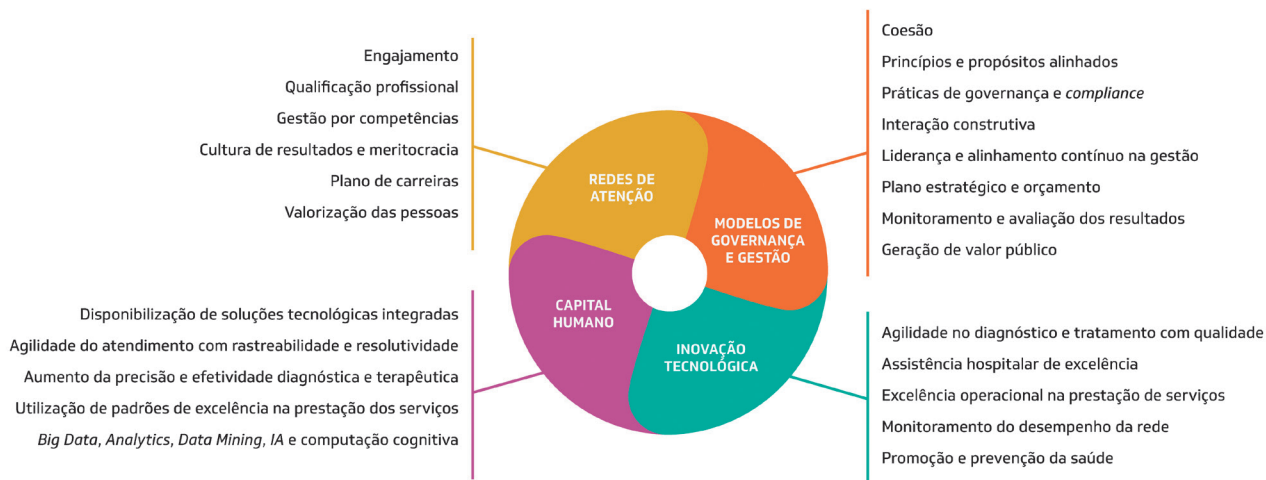 Engajamento
Qualificação profissional
Gestão por competências
Cultura de resultados e meritocracia
Plano de carreiras
Valorização das pessoas
REDES DE
ATENÇÃO
Coesão
Princípios e propósitos alinhados
Práticas de governança e compliance
Interação construtiva
Liderança e alinhamento contínuo na gestão
Plano estratégico e orçamento
Monitoramento e avaliação dos resultados
Geração de valor público
MODELOS DE
GOVERNANÇA
E GESTÃO
Disponibilização de soluções tecnológicas integradas
Agilidade do atendimento com rastreabilidade e resolutividade
Aumento da precisão e efetividade diagnóstica e terapêutica
Utilização de padrões de excelência na prestação dos serviços
Big Data, Analytics, Data Mining, IA e computação cognitiva
CAPITAL
HUMANO
INOVAÇÃO
TECNOLÓGICA
Agilidade no diagnóstico e tratamento com qualidade
Assistência hospitalar de excelência
Excelência operacional na prestação de serviços
Monitoramento do desempenho da rede
Promoção e prevenção da saúde